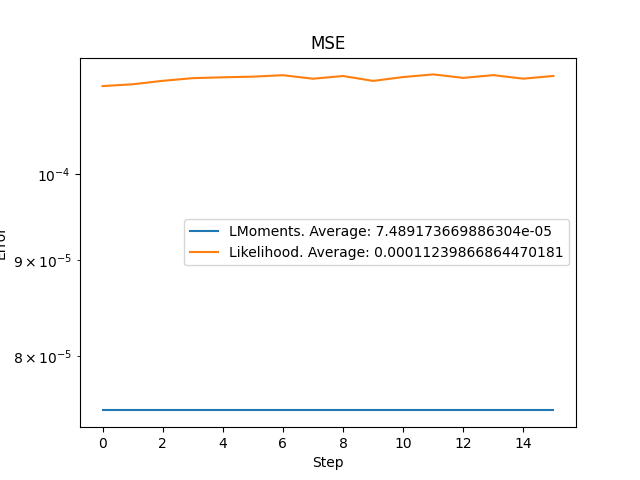 MSE
10⁻⁴
9 × 10⁻⁵
8 × 10⁻⁵
Error
LMoments. Average: 7.489173669886304e-05
Likelihood. Average: 0.00011239866864470181
0 2 4 6 8 10 12 14
Step